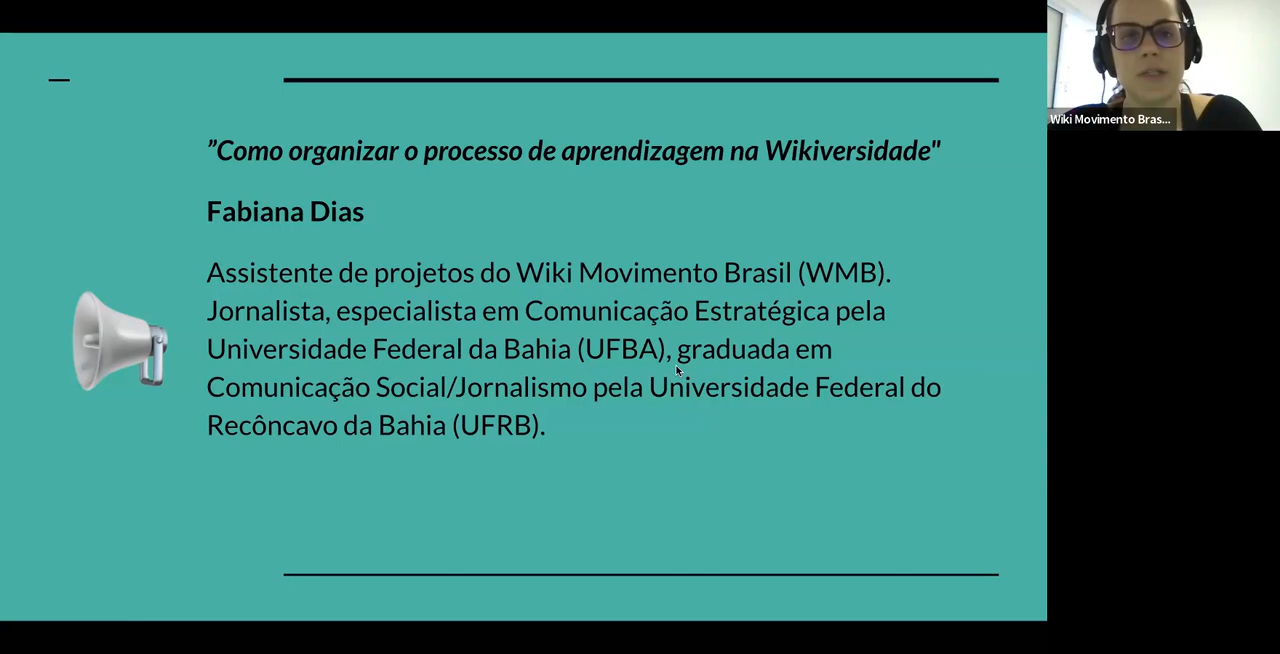 ”Como organizar o processo de aprendizagem na Wikiversidade"
Fabiana Dias
Assistente de projetos do Wiki Movimento Brasil (WMB).
Jornalista, especialista em Comunicação Estratégica pela
Universidade Federal da Bahia (UFBA), graduada em
Comunicação Social/Jornalismo pela Universidade Federal do
Recôncavo da Bahia (UFRB).
Wiki Movimento Bras...